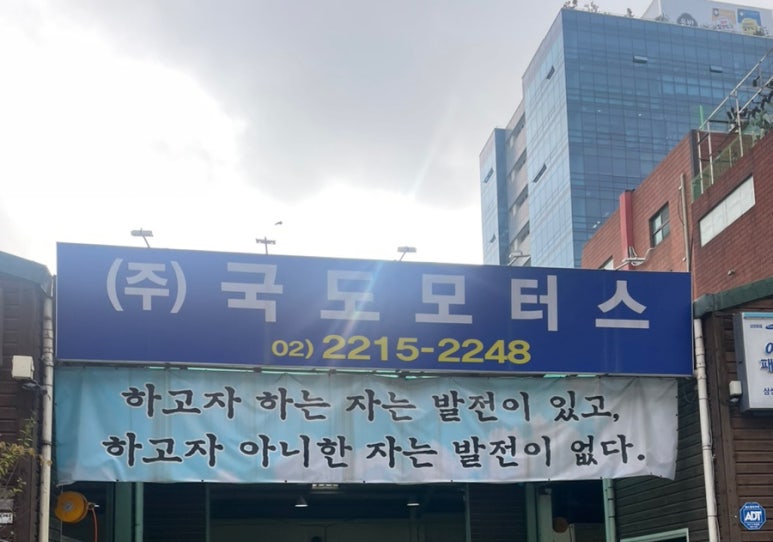 (주)국도모터스
02) 2215-2248
하고자 하는 자는 발전이 있고,
하고자 아니한 자는 발전이 없다.
ADT